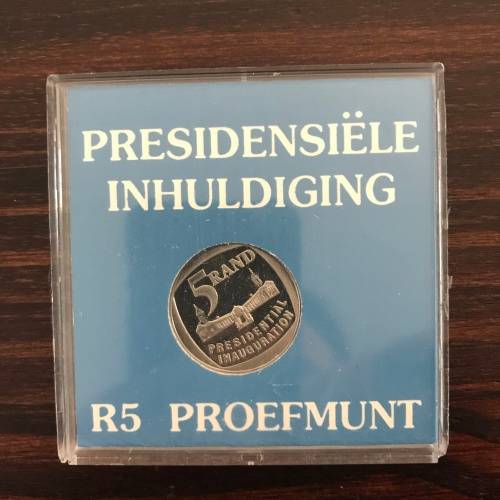 PRESIDENSIËLE
INHULDIGING
5 RAND
PRESIDENTIAL
INAUGURATION
R5 PROEFMUNT